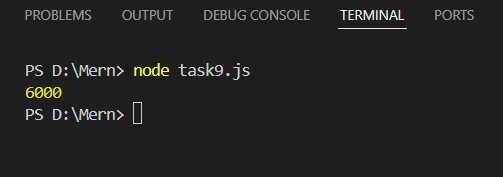 PROBLEMS OUTPUT DEBUG CONSOLE TERMINAL PORTS
PS D:\Mern> node task9.js
6000
PS D:\Mern>